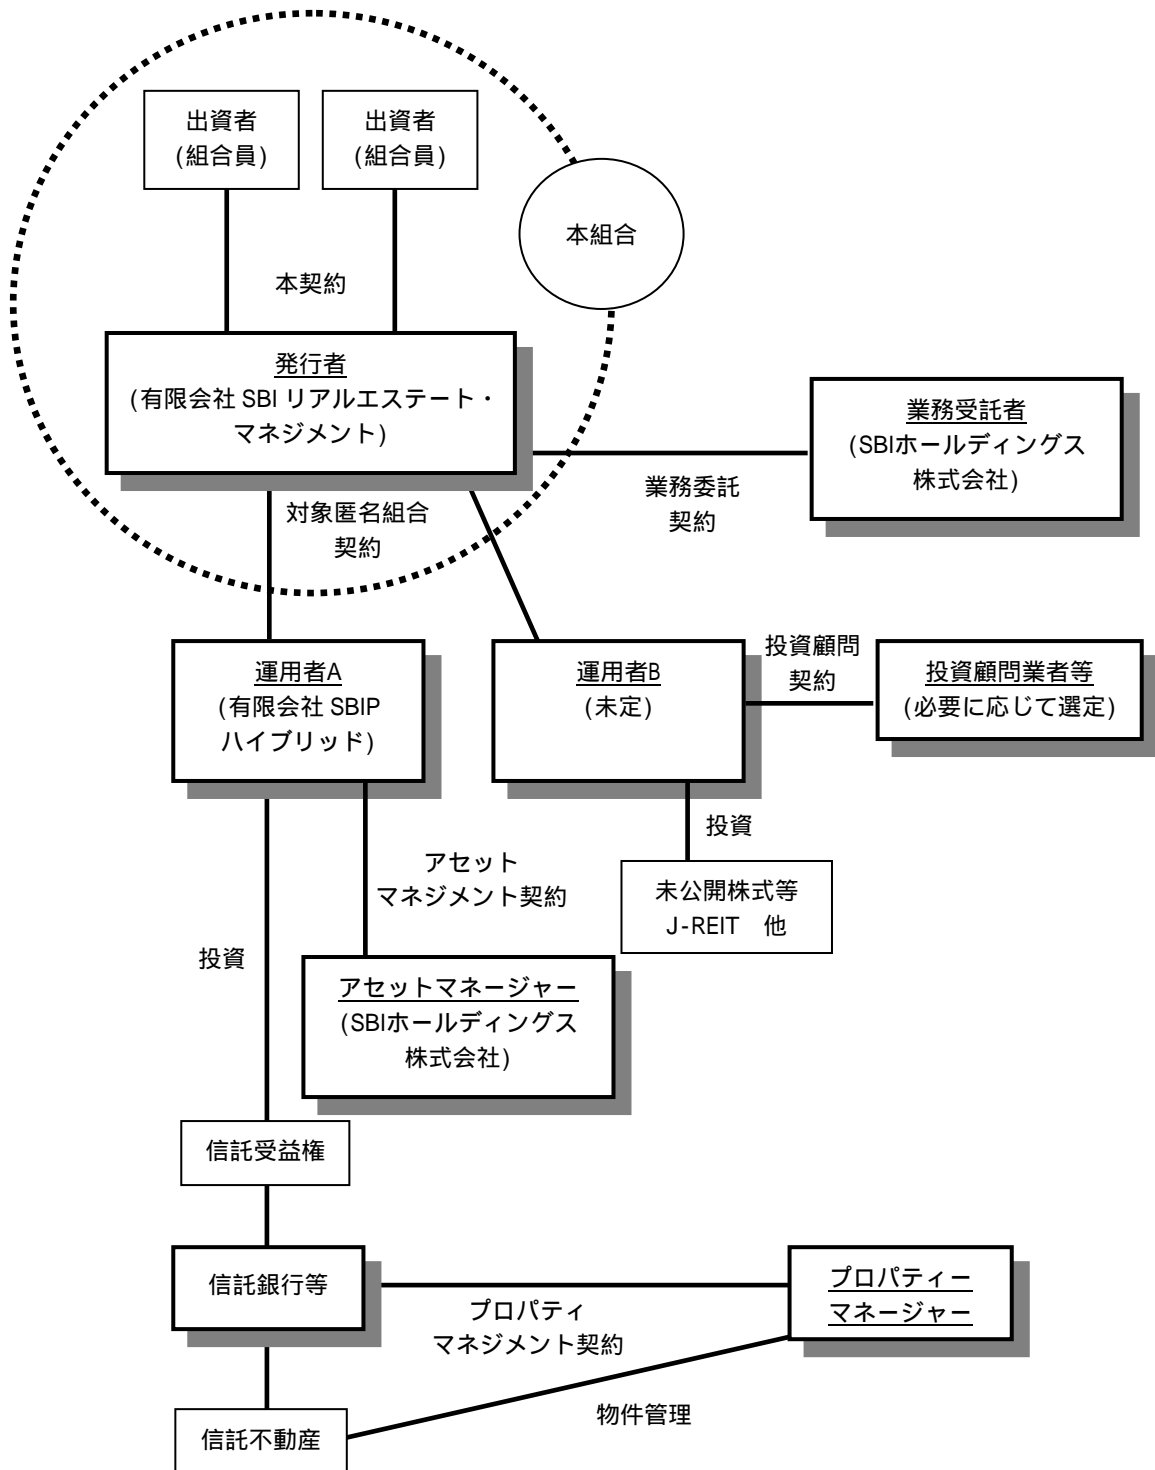 出資者
(組合員)
出資者
(組合員)
本組合
本契約
発行者
(有限会社 SBI リアルエステート・
マネジメント)
業務受託者
(SBIホールディングス
株式会社)
業務委託
契約
対象匿名組合
契約
運用者A
(有限会社 SBIP
ハイブリッド)
運用者B
(未定)
投資顧問
契約
投資顧問業者等
(必要に応じて選定)
投資
未公開株式等
J-REIT　他
アセット
マネジメント契約
投資
アセットマネージャー
(SBIホールディングス
株式会社)
信託受益権
信託銀行等
プロパティ
マネジメント契約
プロパティー
マネージャー
物件管理
信託不動産